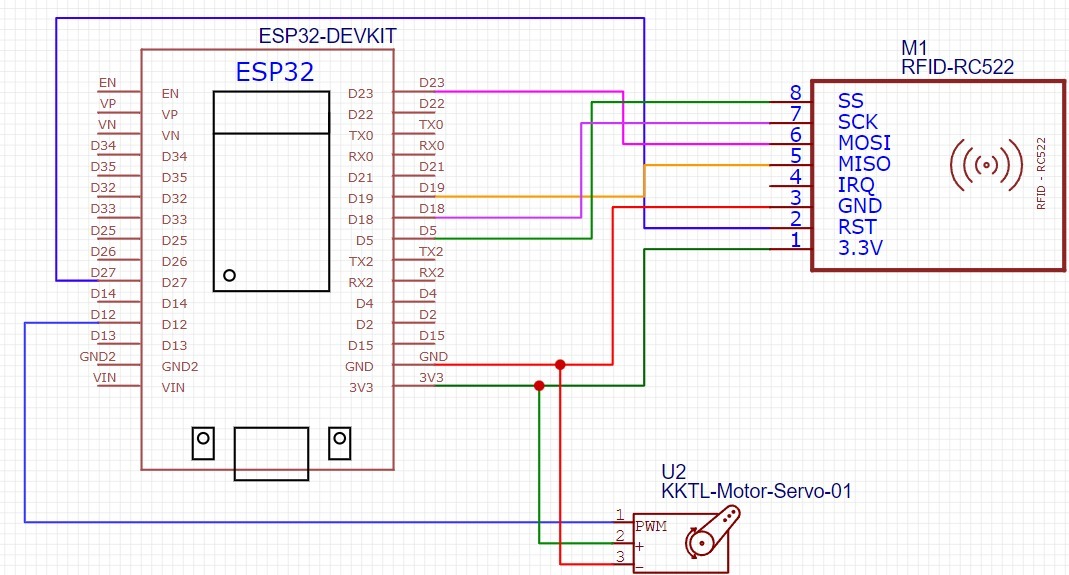 ESP32-DEVKIT
ESP32
EN
VP
VN
D34
D35
D32
D33
D25
D26
D27
D14
D12
D13
GND2
VIN
EN
VP
VN
D34
D35
D32
D33
D25
D26
D27
D14
D12
D13
GND2
VIN
D23
D22
TX0
RX0
D21
D19
D18
D5
TX2
RX2
D4
D2
D15
GND
3V3
D23
D22
TX0
RX0
D21
D19
D18
D5
TX2
RX2
D4
D2
D15
GND
3V3
M1
RFID-RC522
8 SS
7 SCK
6 MOSI
5 MISO
4 IRQ
3 GND
2 RST
1 3.3V
RFID - RC522
U2
KKTL-Motor-Servo-01
1 PWM
2 +
3 -